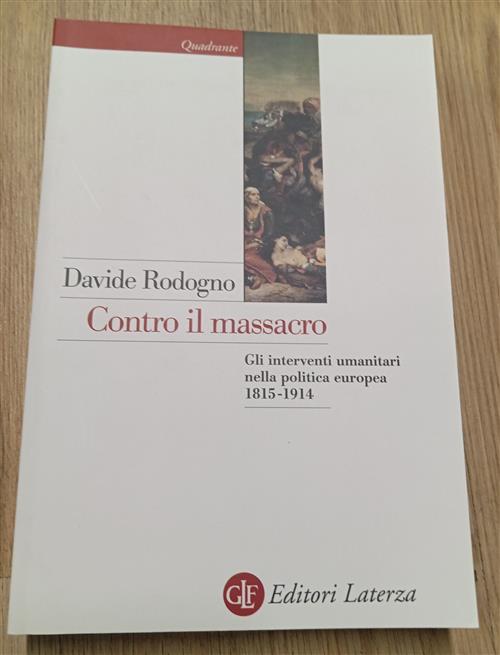 Quadrante
Davide Rodogno
Contro il massacro
Gli interventi umanitari
nella politica europea
1815-1914
GLF Editori Laterza